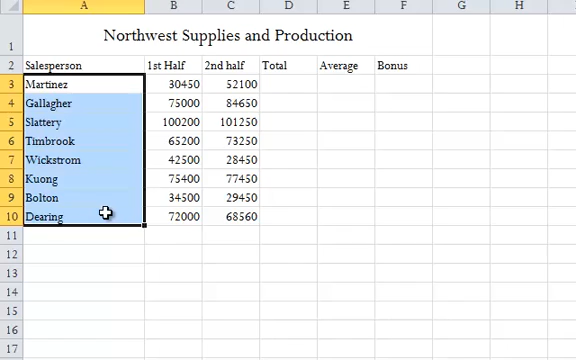 A B C D E F G H
1 Northwest Supplies and Production
2 Salesperson 1st Half 2nd half Total Average Bonus
3 Martinez 30450 52100
4 Gallagher 75000 84650
5 Slattery 100200 101250
6 Timbrook 65200 73250
7 Wickstrom 42500 28450
8 Kuong 75400 77450
9 Bolton 34500 29450
10 Dearing 72000 68560
11
12
13
14
15
16
17